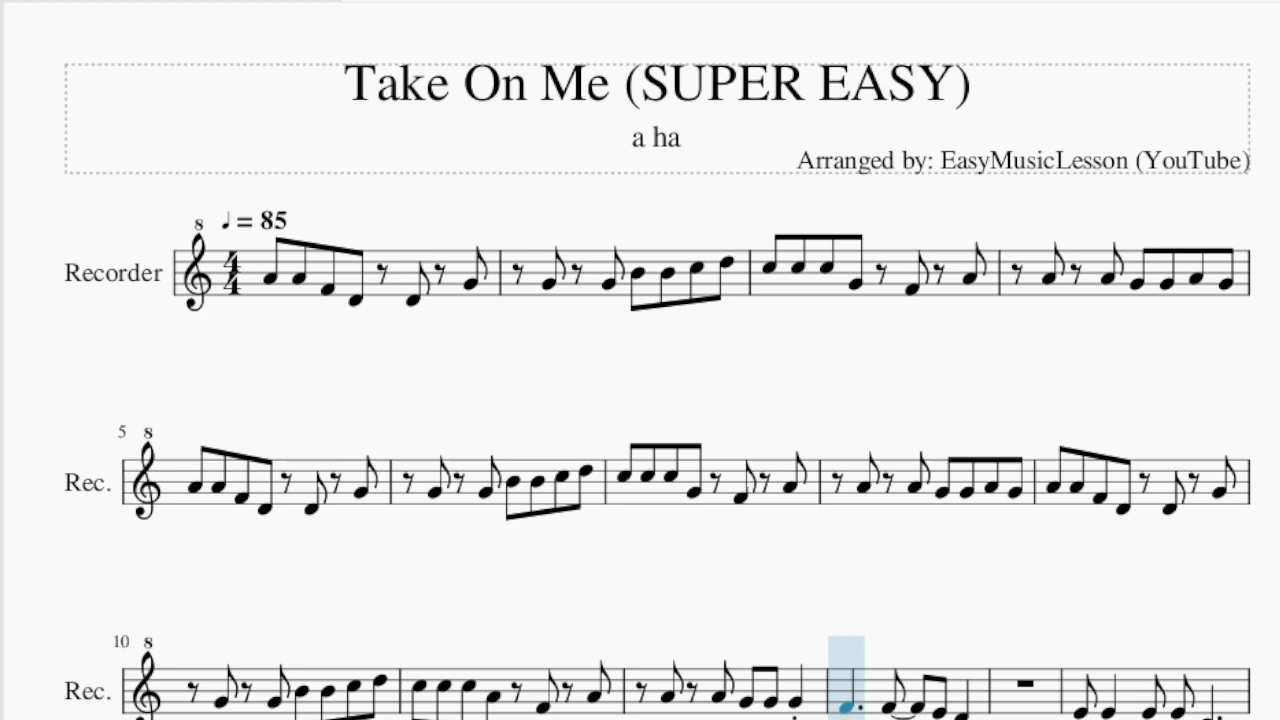 Take On Me (SUPER EASY)
a ha
Arranged by: EasyMusicLesson (YouTube)
♩ = 85
8
Recorder
4
4
5
8
Rec.
10
8
Rec.